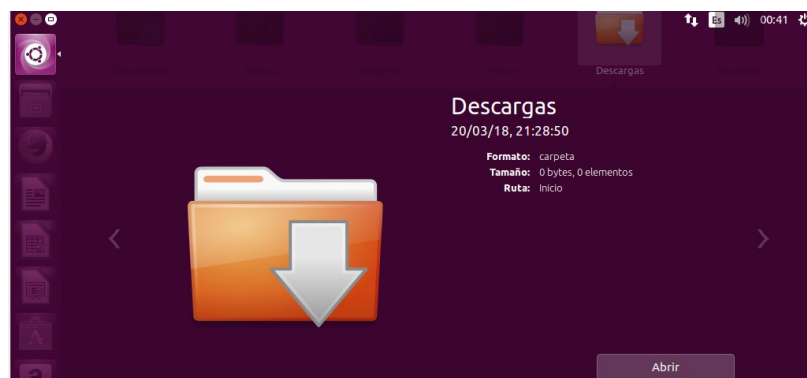 Es 00:41
Descargas
Descargas
20/03/18, 21:28:50
Formato: carpeta
Tamaño: 0 bytes, 0 elementos
Ruta: Inicio
Abrir